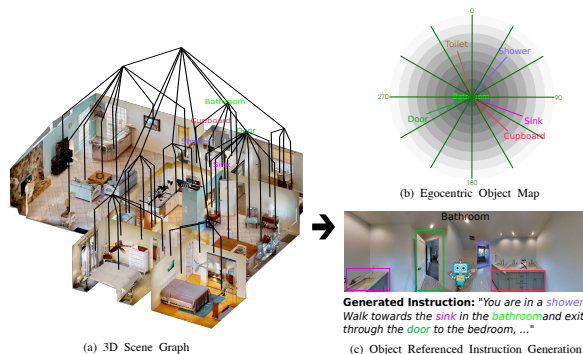 Bathroom
Cupboard
Door
Sink
(a) 3D Scene Graph
0
Toilet
Shower
270
90
Door
Sink
Cupboard
180
(b) Egocentric Object Map
Bathroom
Generated Instruction: "You are in a shower
Walk towards the sink in the bathroom and exit
through the door to the bedroom, ..."
(c) Object Referenced Instruction Generation